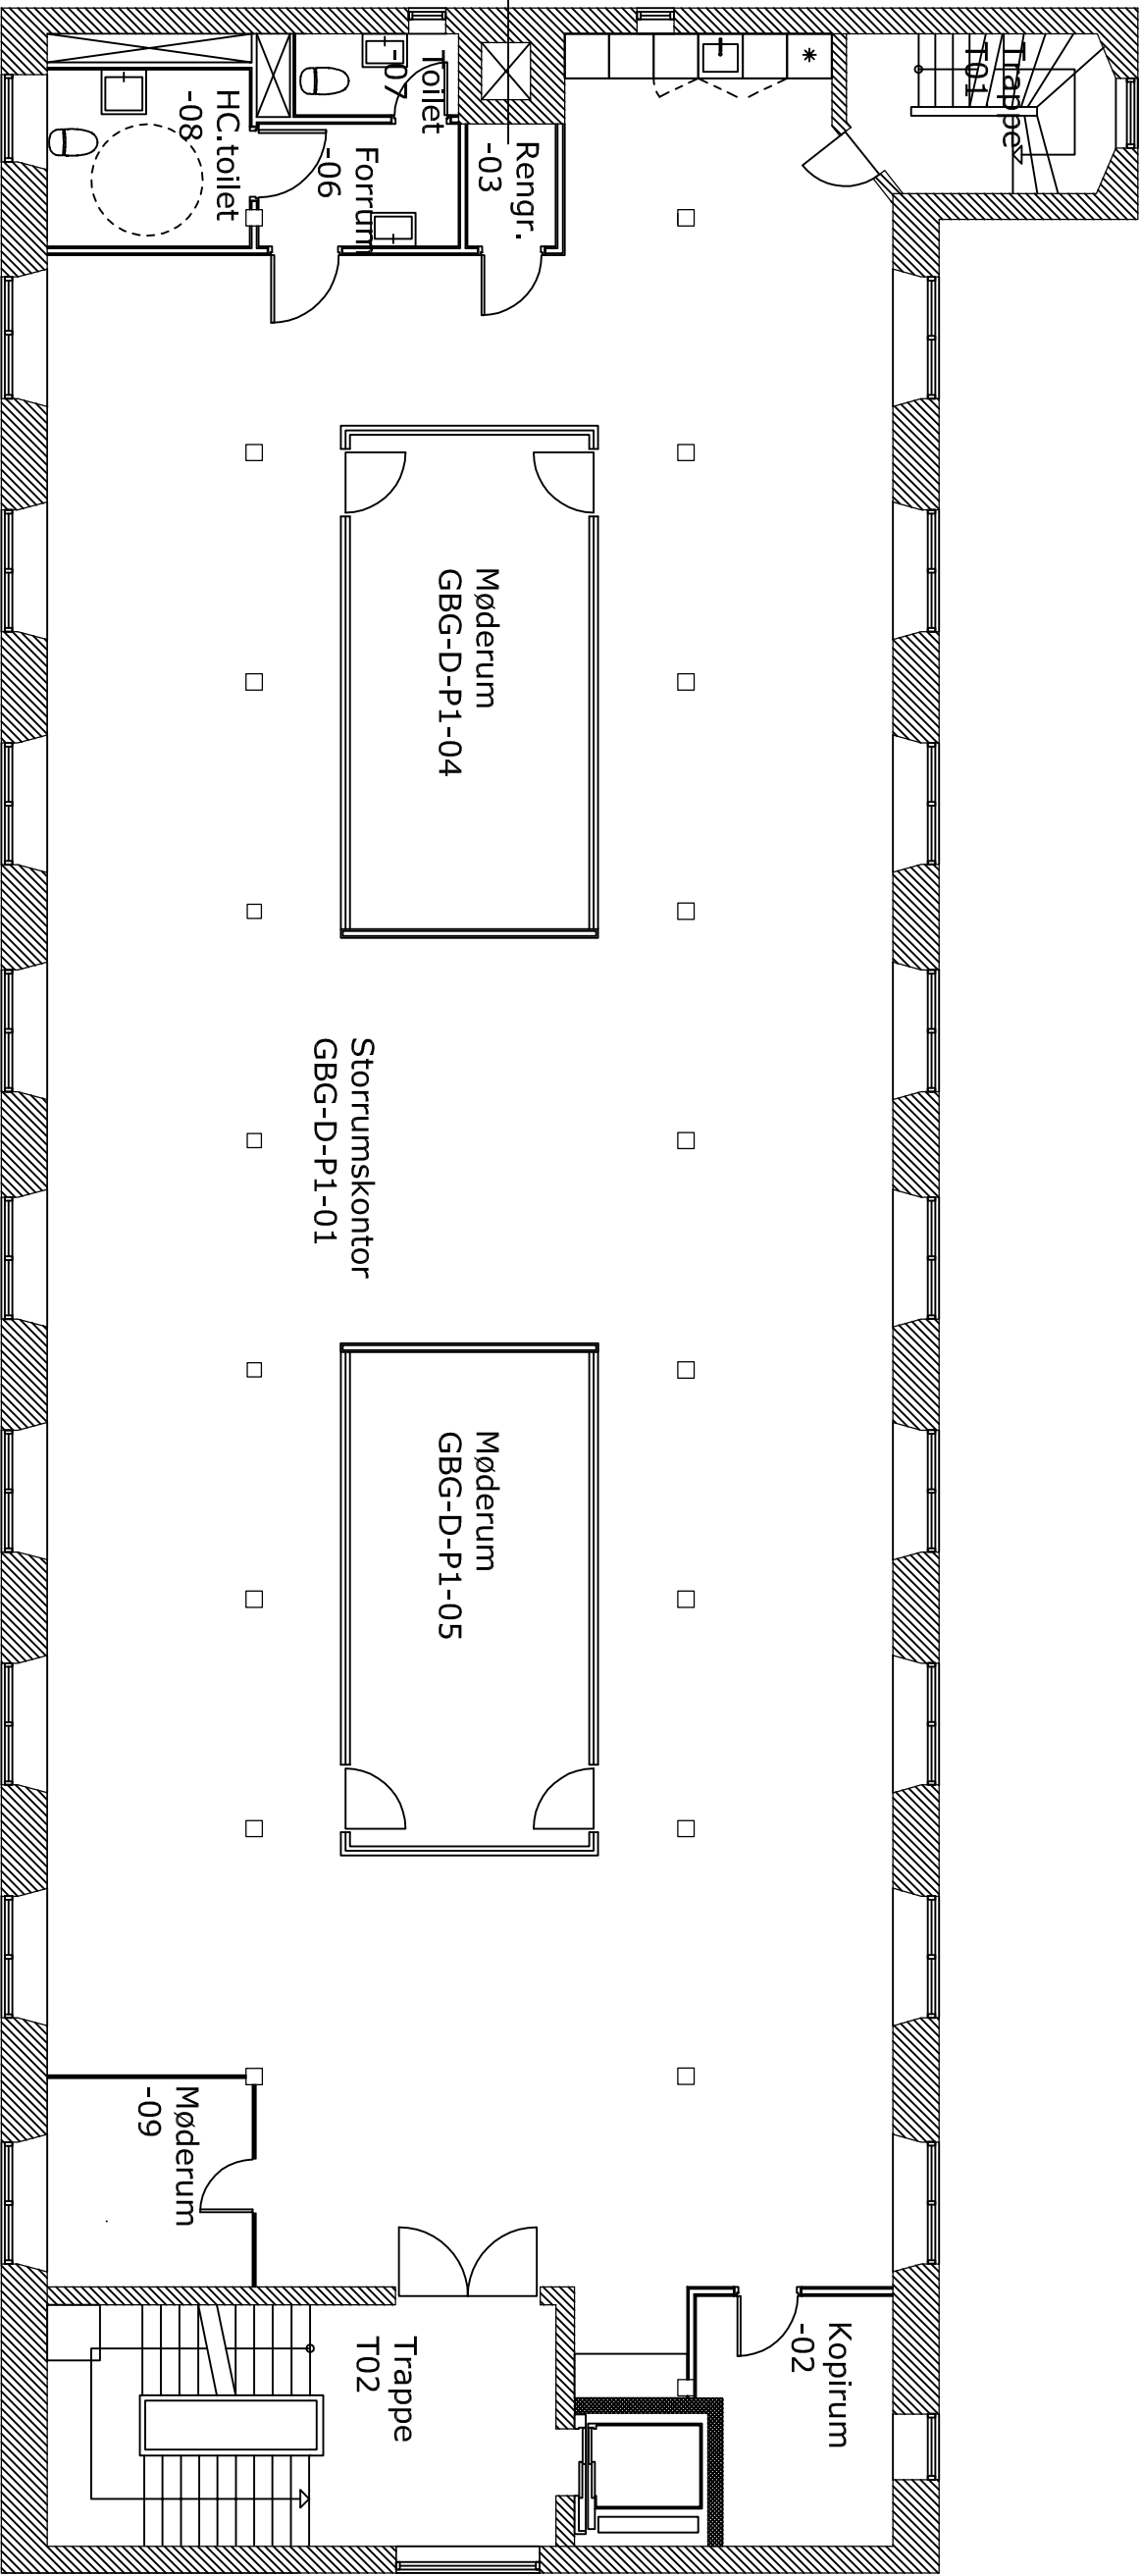 Trappe
T01
Toilet
-07
HC.toilet
-08
Forrum
-06
Rengr.
-03
Møderum
GBG-D-P1-04
Storrumskontor
GBG-D-P1-01
Møderum
GBG-D-P1-05
Møderum
-09
Trappe
T02
Kopirum
-02